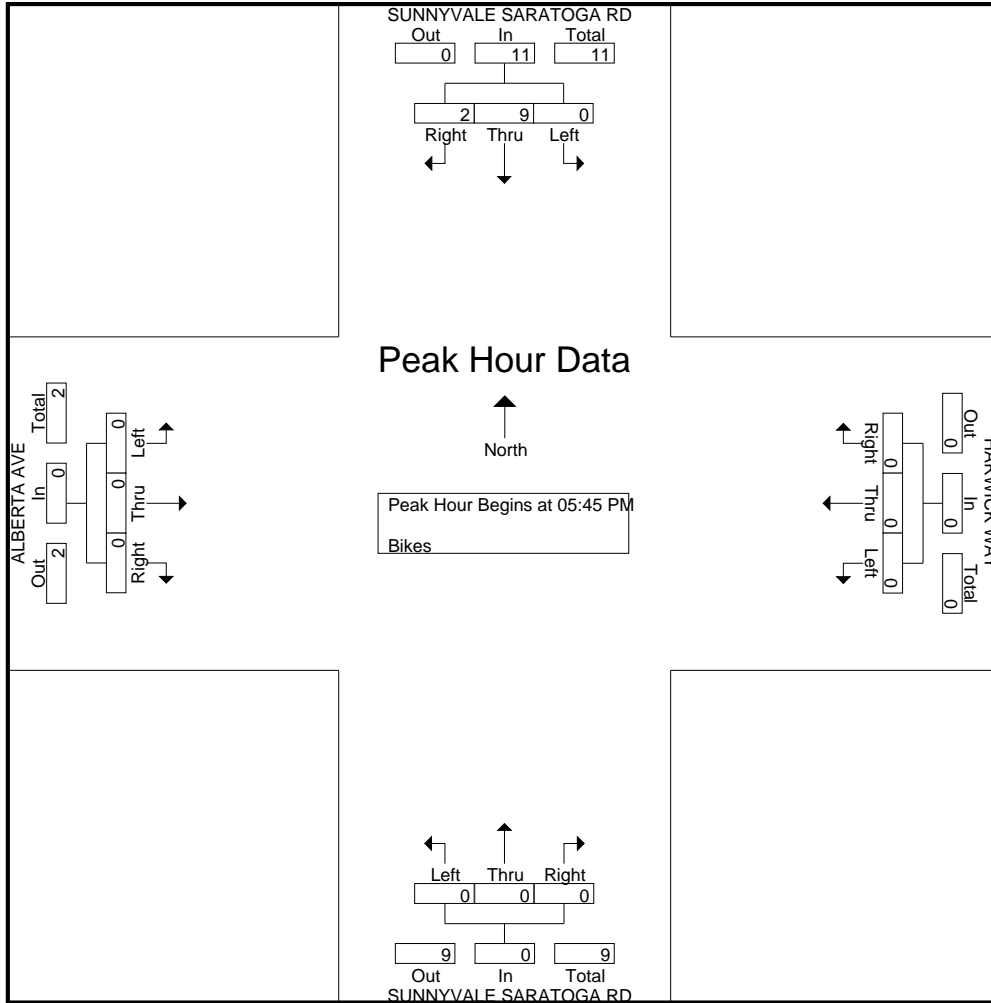 SUNNYVALE SARATOGA RD
Out In Total
0 11 11
2 9 0
Right Thru Left
Peak Hour Data
North
Peak Hour Begins at 05:45 PM
Bikes
ALBERTA AVE
Out In Total
2 0 2
Right Thru Left
0 0 0
HARWICK WAY
Out In Total
0 0 0
Right Thru Left
0 0 0
Left Thru Right
0 0 0
9 0 9
Out In Total
SUNNYVALE SARATOGA RD